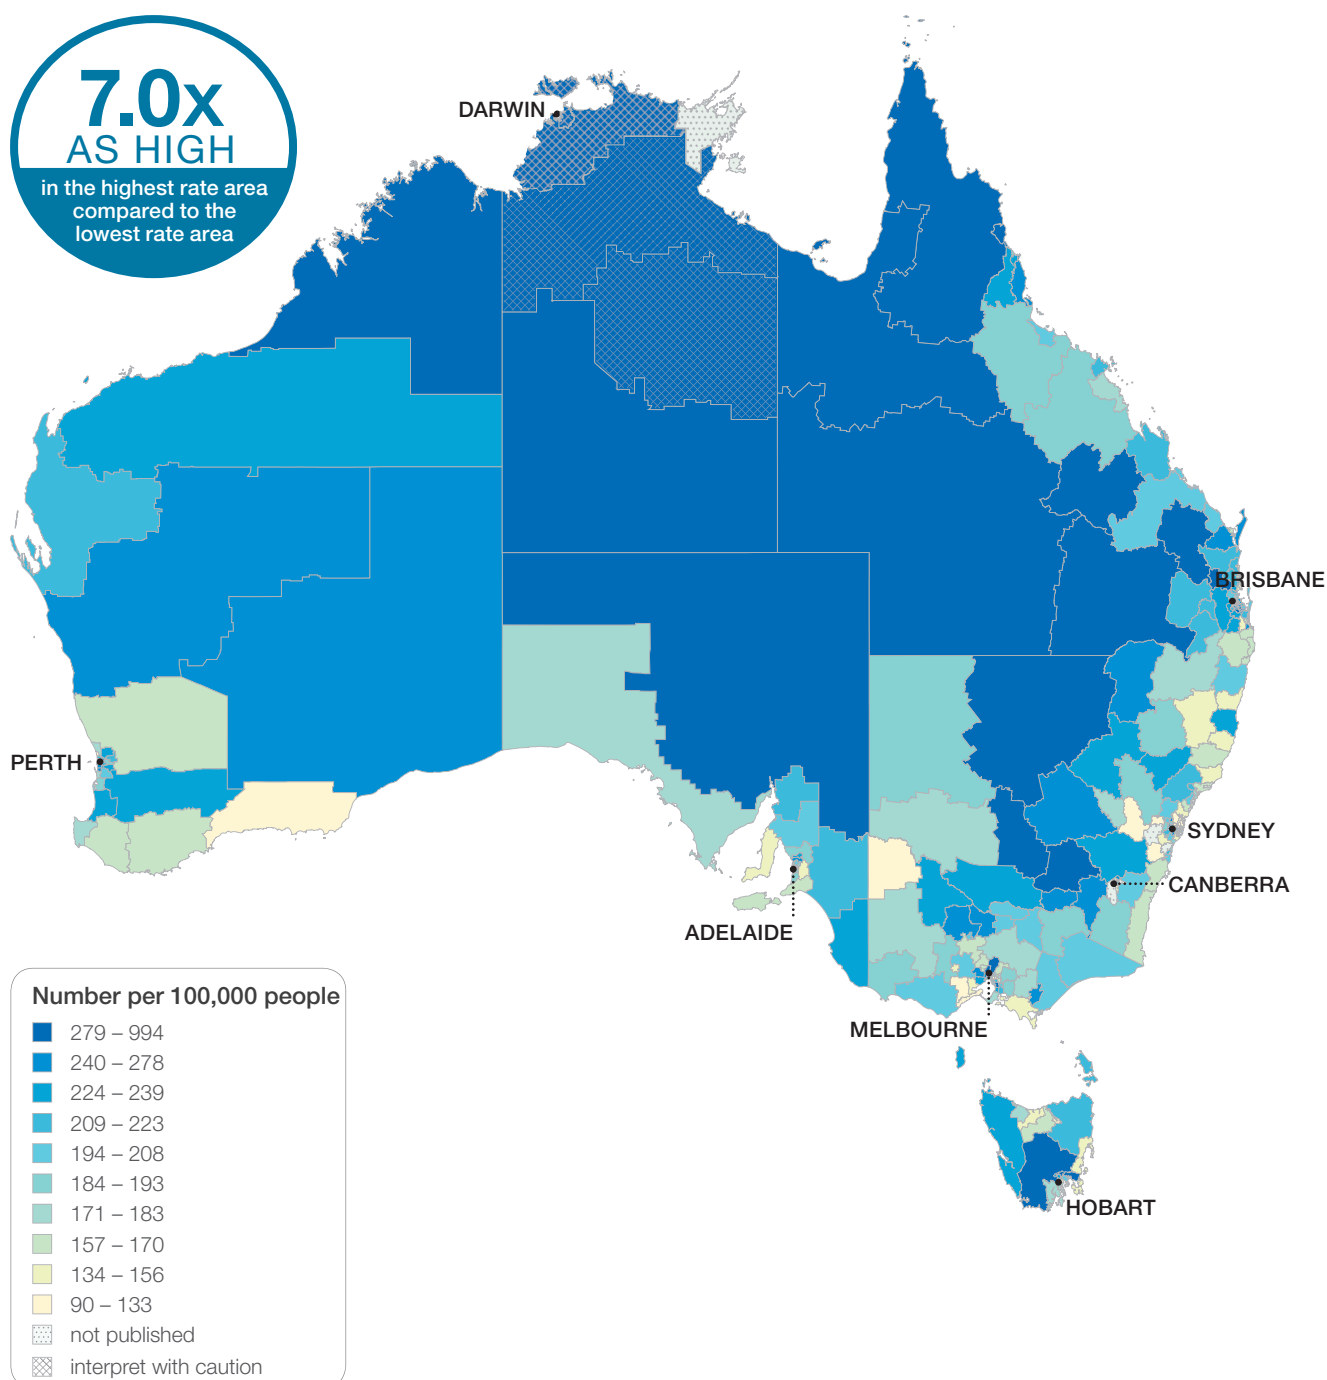 7.0x
AS HIGH
in the highest rate area
compared to the
lowest rate area
DARWIN
BRISBANE
PERTH
SYDNEY
CANBERRA
ADELAIDE
MELBOURNE
HOBART
Number per 100,000 people
279 – 994
240 – 278
224 – 239
209 – 223
194 – 208
184 – 193
171 – 183
157 – 170
134 – 156
90 – 133
not published
interpret with caution